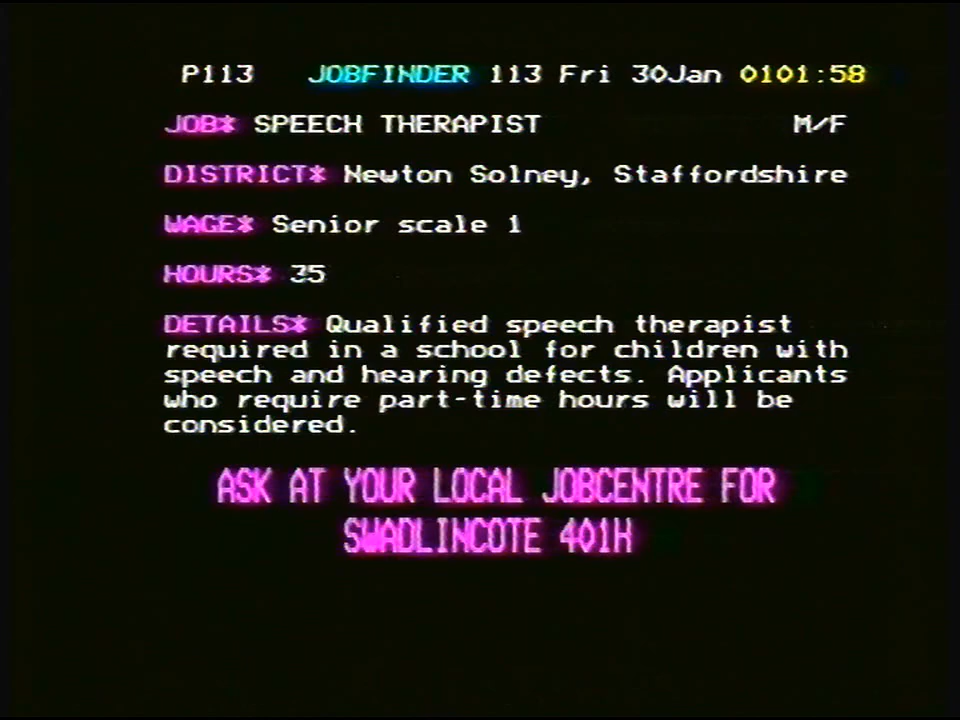 P113 JOBFINDER 113 Fri 30Jan 0101:58
JOB* SPEECH THERAPIST M/F
DISTRICT* Newton Solney, Staffordshire
WAGE* Senior scale 1
HOURS* 35
DETAILS* Qualified speech therapist
required in a school for children with
speech and hearing defects. Applicants
who require part-time hours will be
considered.
ASK AT YOUR LOCAL JOBCENTRE FOR
SWADLINCOTE 401H